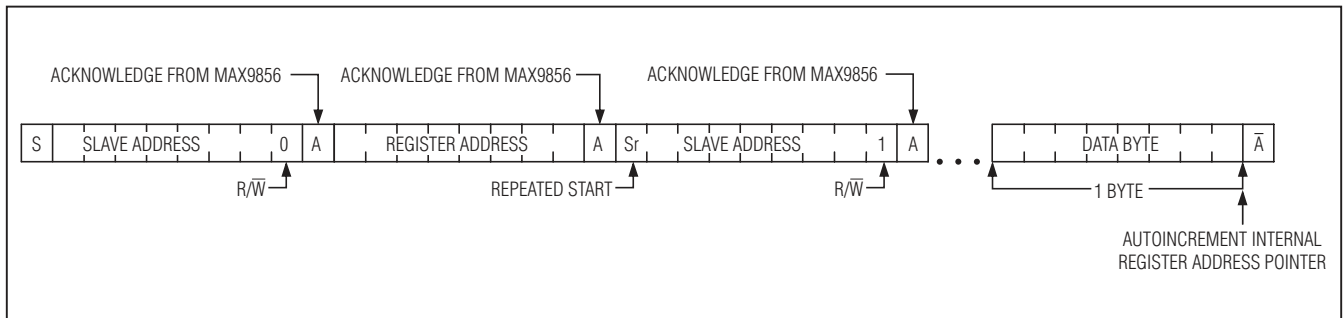 ACKNOWLEDGE FROM MAX9856 ACKNOWLEDGE FROM MAX9856 ACKNOWLEDGE FROM MAX9856
S SLAVE ADDRESS 0 A REGISTER ADDRESS A Sr SLAVE ADDRESS 1 A • • • DATA BYTE A̅
R/W̅ REPEATED START R/W̅ 1 BYTE
AUTOINCREMENT INTERNAL
REGISTER ADDRESS POINTER